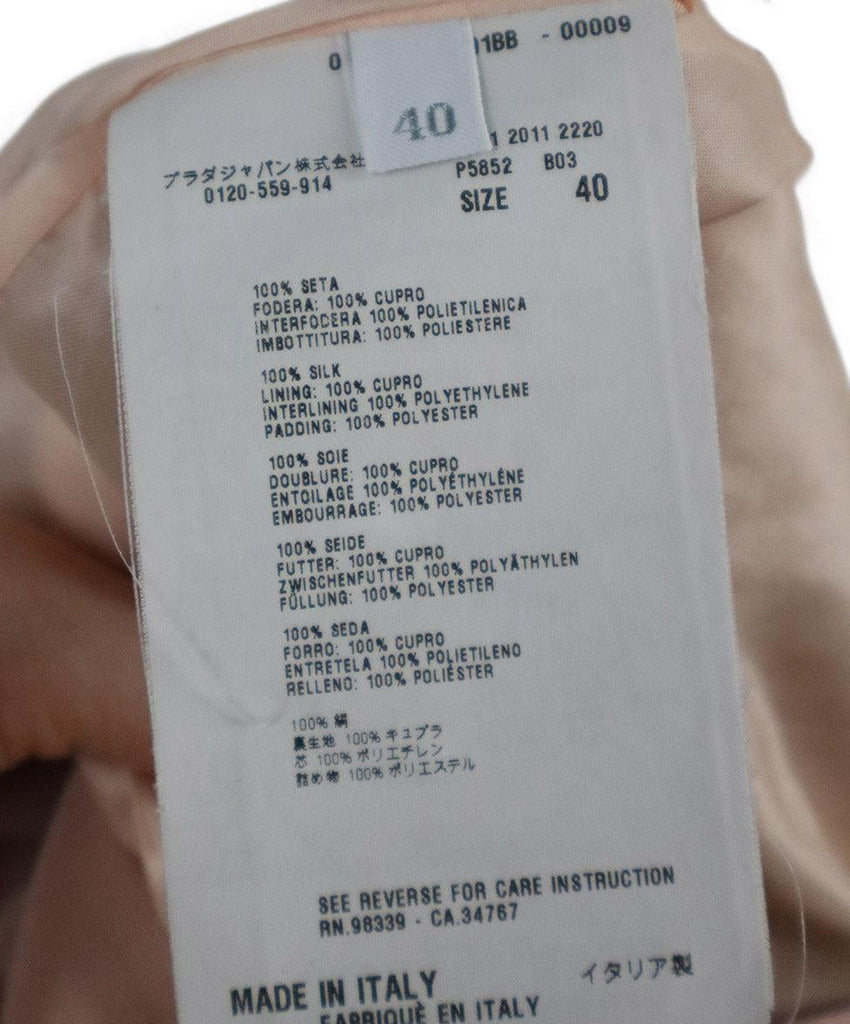 0 01BB - 00009
40
1 2011 2220
プラダジャパン株式会社 P5852 B03
0120-559-914 SIZE 40
100% SETA
FODERA: 100% CUPRO
INTERFODERA 100% POLIETILENICA
IMBOTTITURA: 100% POLIESTERE
100% SILK
LINING: 100% CUPRO
INTERLINING 100% POLYETHYLENE
PADDING: 100% POLYESTER
100% SOIE
DOUBLURE: 100% CUPRO
ENTOILAGE 100% POLYÉTHYLÉNE
EMBOURRAGE: 100% POLYESTER
100% SEIDE
FUTTER: 100% CUPRO
ZWISCHENFUTTER 100% POLYÄTHYLEN
FÜLLUNG: 100% POLYESTER
100% SEDA
FORRO: 100% CUPRO
ENTRETELA 100% POLIETILENO
RELLENO: 100% POLIÉSTER
100% 絹
裏生地 100% キュプラ
芯 100% ポリエチレン
詰め物 100% ポリエステル
SEE REVERSE FOR CARE INSTRUCTION
RN.98339 - CA.34767
MADE IN ITALY イタリア製
FABRIQUÈ EN ITALY